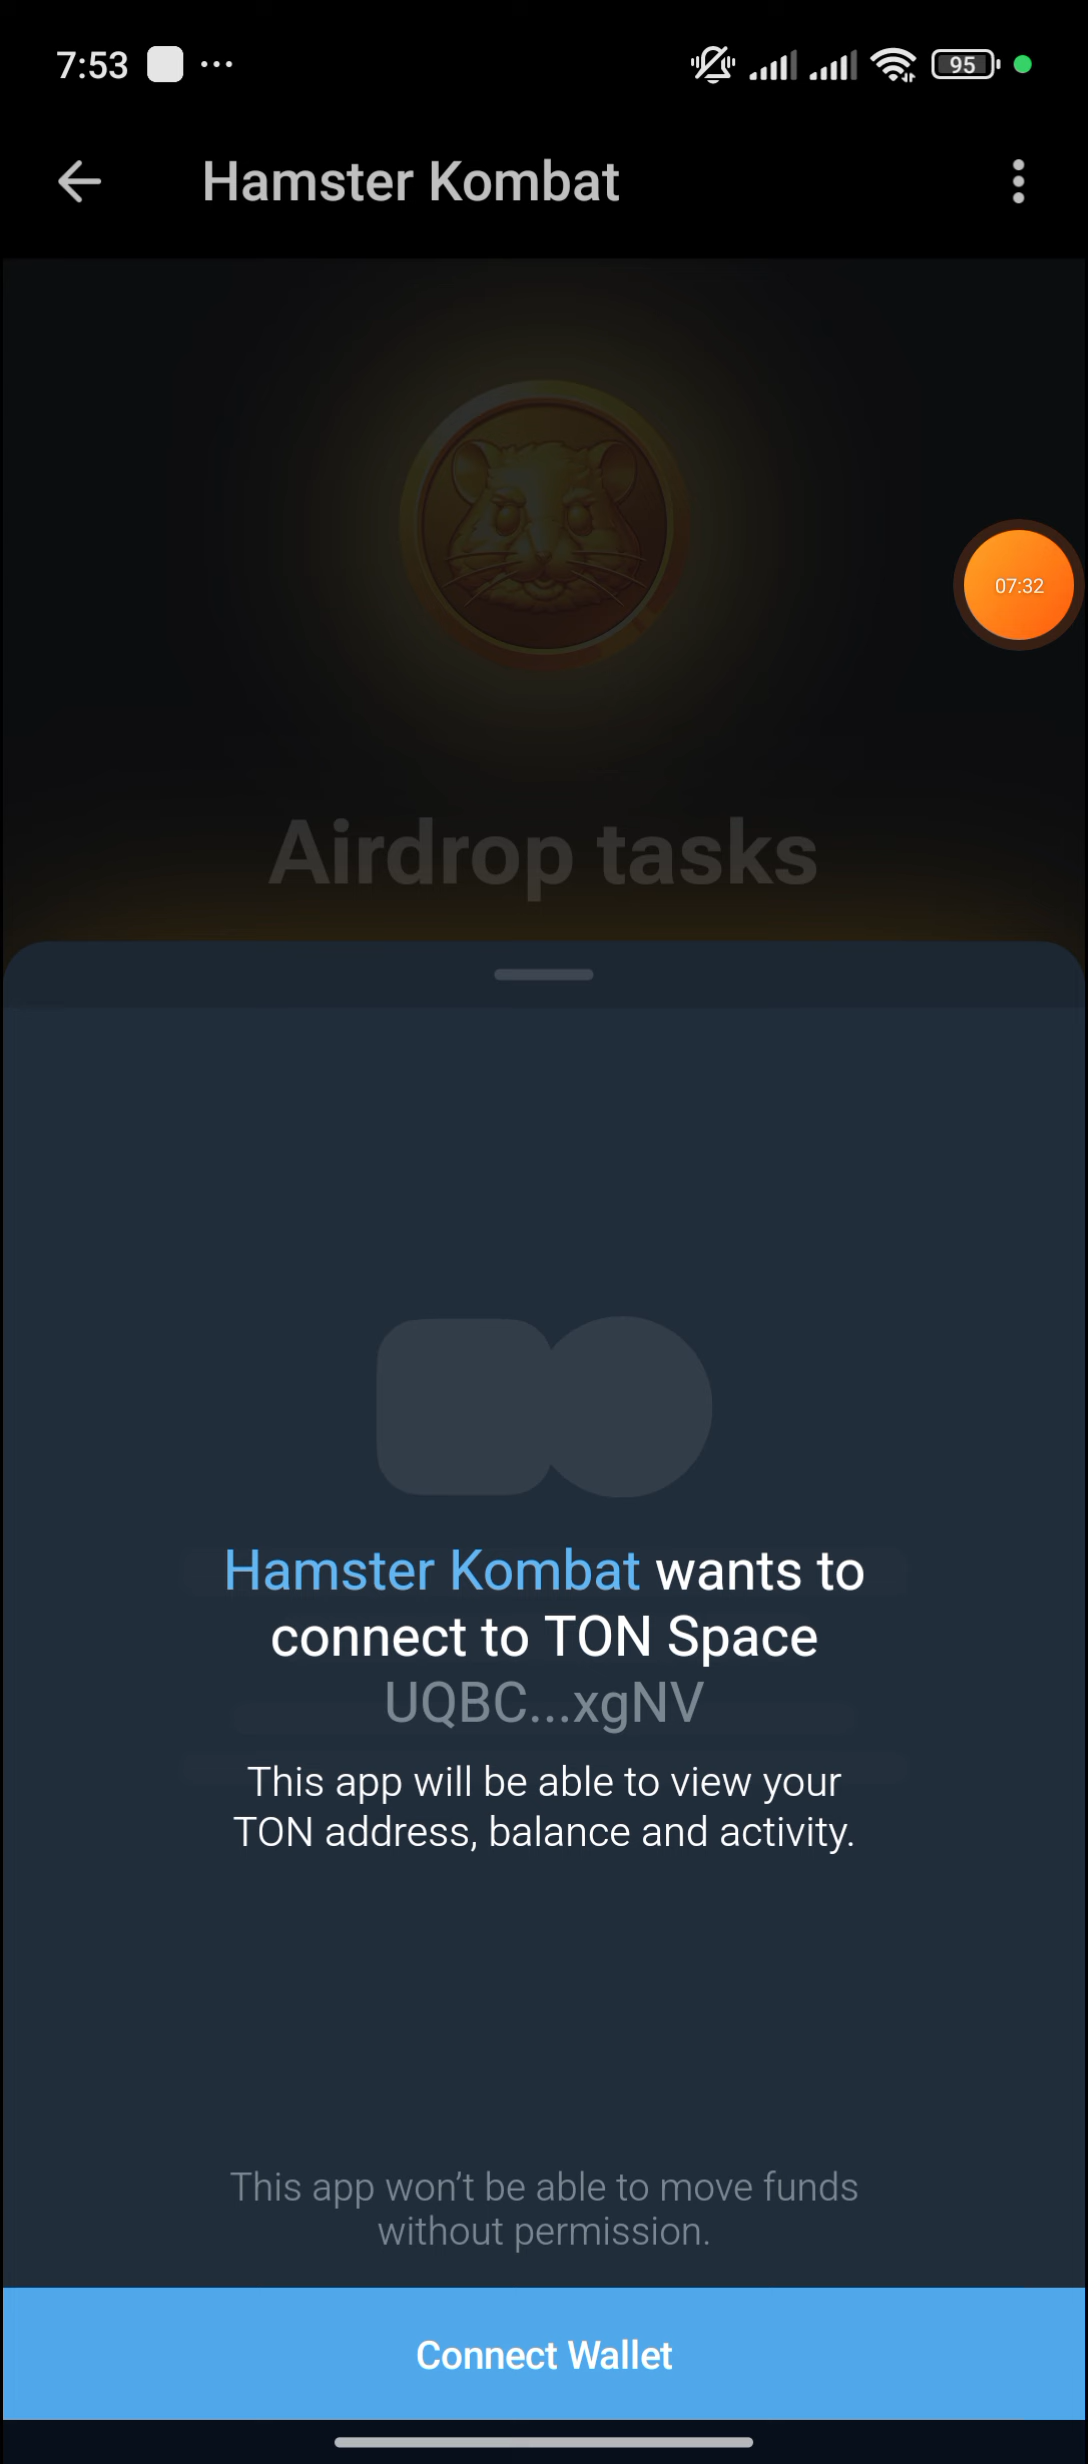 7:53
95
Hamster Kombat
07:32
Airdrop tasks
Hamster Kombat wants to
connect to TON Space
UQBC...xgNV
This app will be able to view your
TON address, balance and activity.
This app won’t be able to move funds
without permission.
Connect Wallet